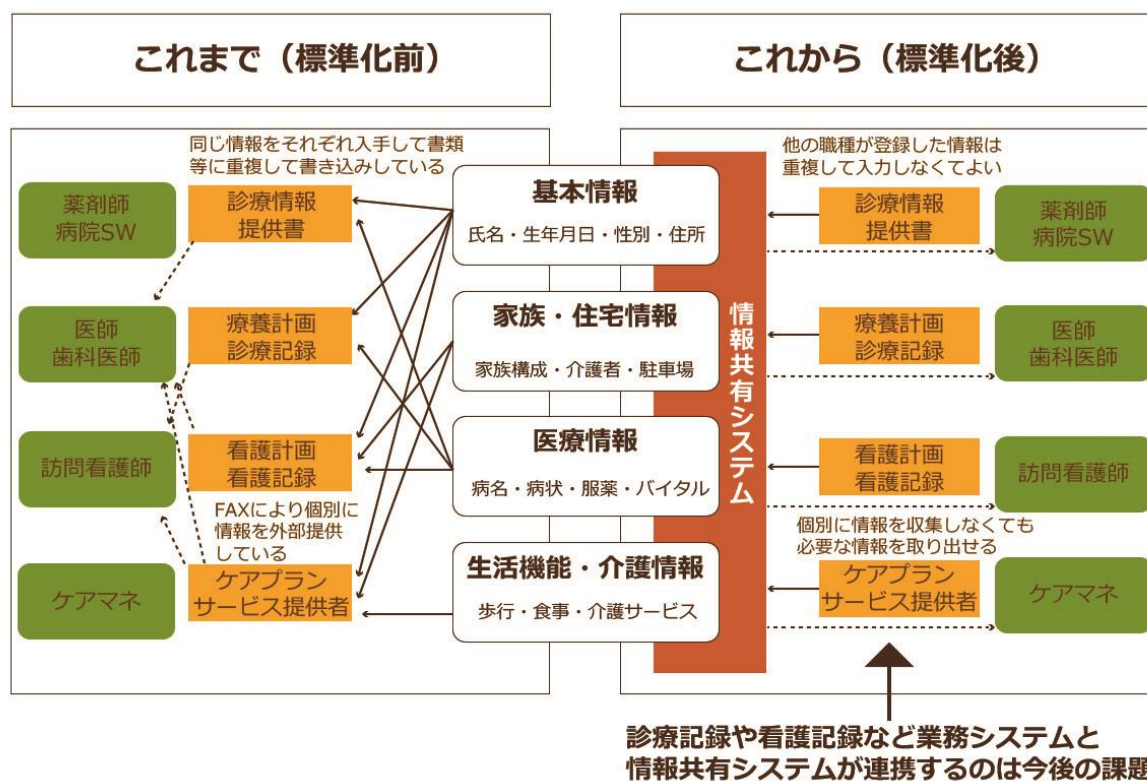 これまで（標準化前）
これから（標準化後）
同じ情報をそれぞれ入手して書類
等に重複して書き込みしている
薬剤師
病院SW
診療情報
提供書
医師
歯科医師
療養計画
診療記録
訪問看護師
看護計画
看護記録
FAXにより個別に
情報を外部提供
している
ケアマネ
ケアプラン
サービス提供者
基本情報
氏名・生年月日・性別・住所
家族・住宅情報
家族構成・介護者・駐車場
医療情報
病名・病状・服薬・バイタル
生活機能・介護情報
歩行・食事・介護サービス
情報共有システム
他の職種が登録した情報は
重複して入力しなくてよい
診療情報
提供書
薬剤師
病院SW
療養計画
診療記録
医師
歯科医師
看護計画
看護記録
訪問看護師
個別に情報を収集しなくても
必要な情報を取り出せる
ケアプラン
サービス提供者
ケアマネ
診療記録や看護記録など業務システムと
情報共有システムが連携するのは今後の課題